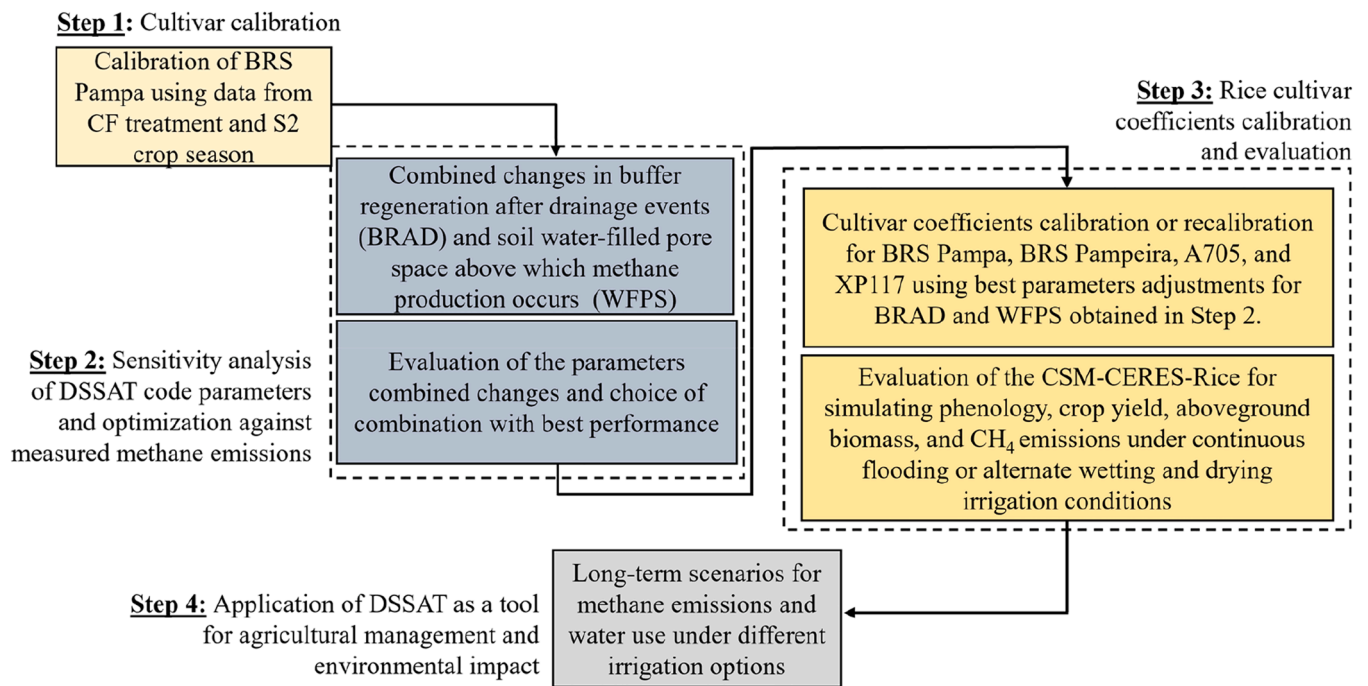 Step 1: Cultivar calibration
Calibration of BRS
Pampa using data from
CF treatment and S2
crop season
Combined changes in buffer
regeneration after drainage events
(BRAD) and soil water-filled pore
space above which methane
production occurs (WFPS)
Evaluation of the parameters
combined changes and choice of
combination with best performance
Step 2: Sensitivity analysis
of DSSAT code parameters
and optimization against
measured methane emissions
Step 3: Rice cultivar
coefficients calibration
and evaluation
Cultivar coefficients calibration or recalibration
for BRS Pampa, BRS Pampeira, A705, and
XP117 using best parameters adjustments for
BRAD and WFPS obtained in Step 2.
Evaluation of the CSM-CERES-Rice for
simulating phenology, crop yield, aboveground
biomass, and CH₄ emissions under continuous
flooding or alternate wetting and drying
irrigation conditions
Step 4: Application of DSSAT as a tool
for agricultural management and
environmental impact
Long-term scenarios for
methane emissions and
water use under different
irrigation options